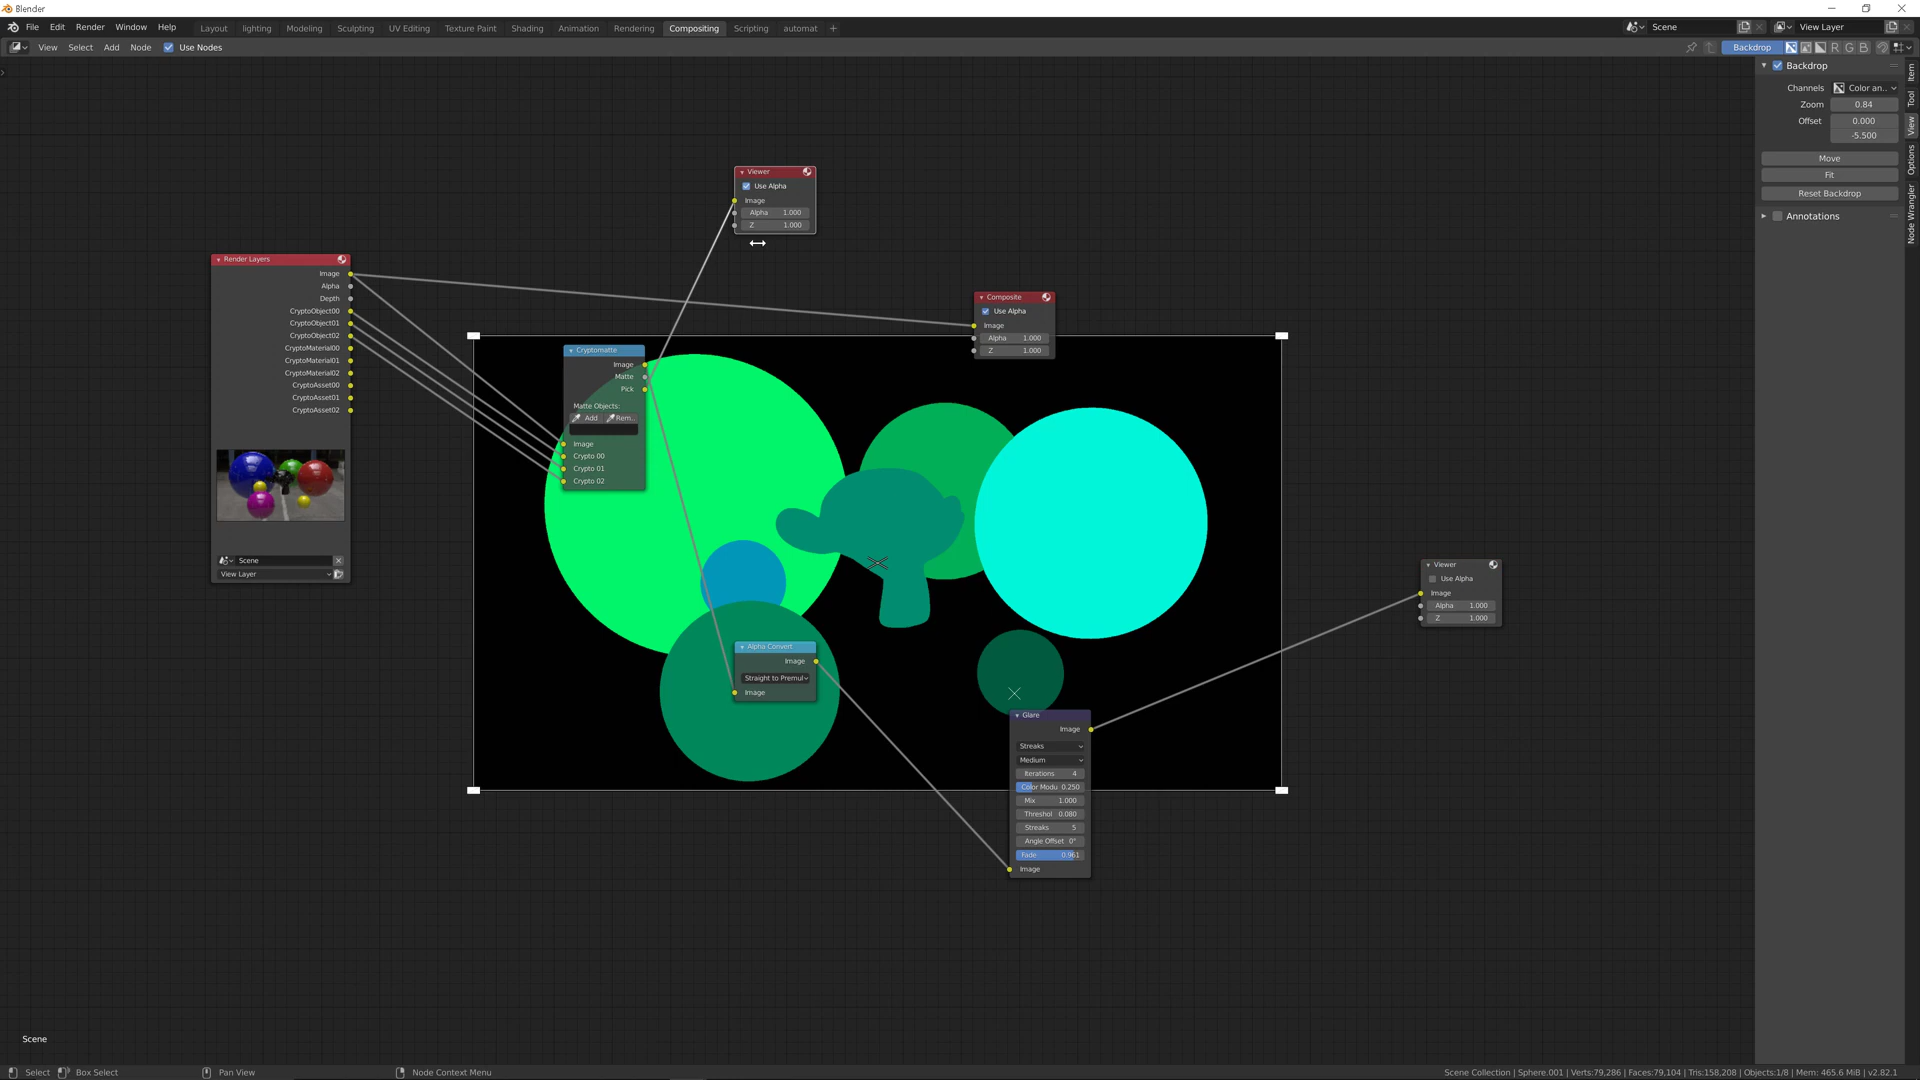 Blender
File Edit Render Window Help
Layout lighting Modeling Sculpting UV Editing Texture Paint Shading Animation Rendering Compositing Scripting automat +
Scene
View Layer
View Select Add Node Use Nodes
Backdrop R G B
Backdrop
Channels Color an..
Zoom 0.84
Offset 0.000
-5.500
Move
Fit
Reset Backdrop
Annotations
Item
Tool
View
Options
Node Wrangler
Viewer
Use Alpha
Image
Alpha 1.000
Z 1.000
Render Layers
Image
Alpha
Depth
CryptoObject00
CryptoObject01
CryptoObject02
CryptoMaterial00
CryptoMaterial01
CryptoMaterial02
CryptoAsset00
CryptoAsset01
CryptoAsset02
Scene
View Layer
Composite
Use Alpha
Image
Alpha 1.000
Z 1.000
Cryptomatte
Image
Matte
Pick
Matte Objects:
Add Rem..
Image
Crypto 00
Crypto 01
Crypto 02
Alpha Convert
Image
Straight to Premul
Image
Glare
Image
Streaks
Medium
Iterations 4
Color Modu 0.250
Mix 1.000
Threshol 0.080
Streaks 5
Angle Offset 0°
Fade 0.961
Image
Viewer
Use Alpha
Image
Alpha 1.000
Z 1.000
Scene
Select Box Select Pan View Node Context Menu
Scene Collection | Sphere.001 | Verts:79,286 | Faces:79,104 | Tris:158,208 | Objects:1/8 | Mem: 465.6 MiB | v2.82.1